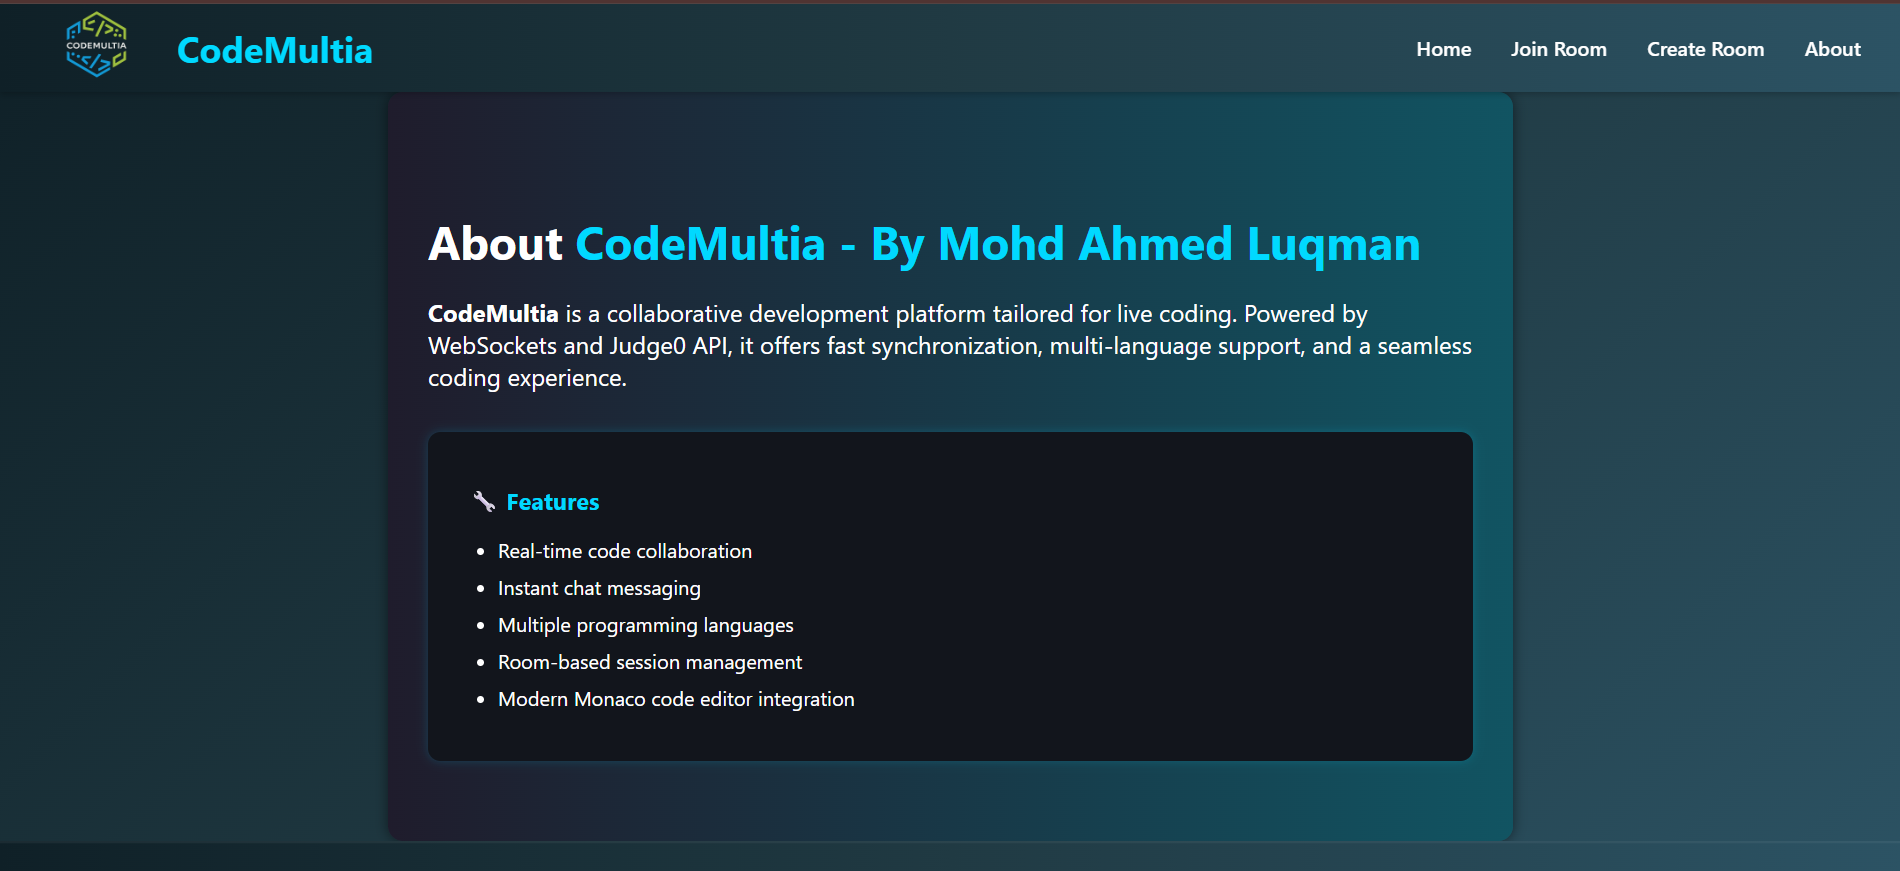 CODEMULTIA
CodeMultia
Home
Join Room
Create Room
About
About CodeMultia - By Mohd Ahmed Luqman
CodeMultia is a collaborative development platform tailored for live coding. Powered by
WebSockets and Judge0 API, it offers fast synchronization, multi-language support, and a seamless
coding experience.
Features
Real-time code collaboration
Instant chat messaging
Multiple programming languages
Room-based session management
Modern Monaco code editor integration